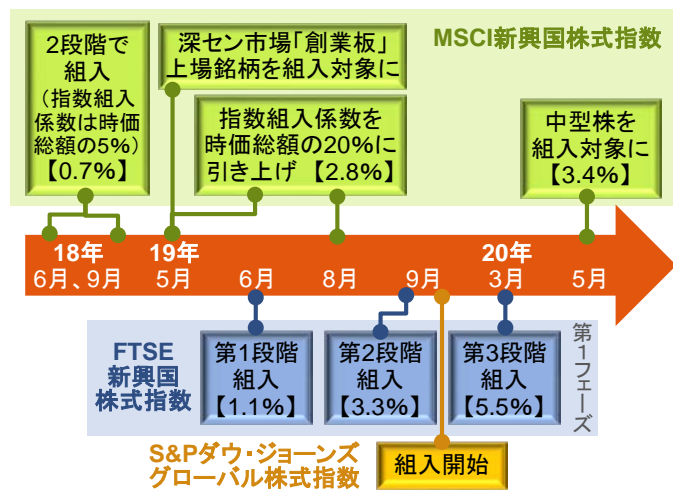 MSCI新興国株式指数
2段階で
組入
(指数組入
係数は時価
総額の5%)
【0.7%】
深セン市場「創業板」
上場銘柄を組入対象に
指数組入係数を
時価総額の20%に
引き上げ 【2.8%】
中型株を
組入対象に
【3.4%】
18年
6月、9月
19年
5月
6月
8月
9月
20年
3月
5月
FTSE
新興国
株式指数
第1段階
組入
【1.1%】
第2段階
組入
【3.3%】
第3段階
組入
【5.5%】
第1フェーズ
S&Pダウ・ジョーンズ
グローバル株式指数
組入開始